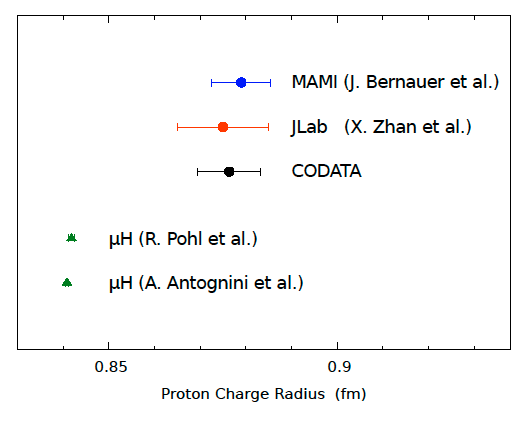 MAMI (J. Bernauer et al.)
JLab (X. Zhan et al.)
CODATA
μH (R. Pohl et al.)
μH (A. Antognini et al.)
0.85 0.9
Proton Charge Radius (fm)